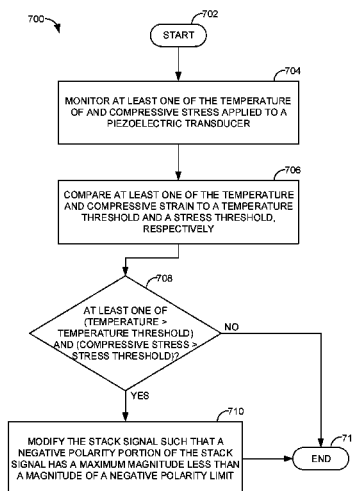 700
702
START
704
MONITOR AT LEAST ONE OF THE TEMPERATURE
OF AND COMPRESSIVE STRESS APPLIED TO A
PIEZOELECTRIC TRANSDUCER
706
COMPARE AT LEAST ONE OF THE TEMPERATURE
AND COMPRESSIVE STRAIN TO A TEMPERATURE
THRESHOLD AND A STRESS THRESHOLD,
RESPECTIVELY
708
AT LEAST ONE OF
(TEMPERATURE >
TEMPERATURE THRESHOLD)
AND (COMPRESSIVE STRESS >
STRESS THRESHOLD)?
NO
YES
710
MODIFY THE STACK SIGNAL SUCH THAT A
NEGATIVE POLARITY PORTION OF THE STACK
SIGNAL HAS A MAXIMUM MAGNITUDE LESS THAN
A MAGNITUDE OF A NEGATIVE POLARITY LIMIT
71
END